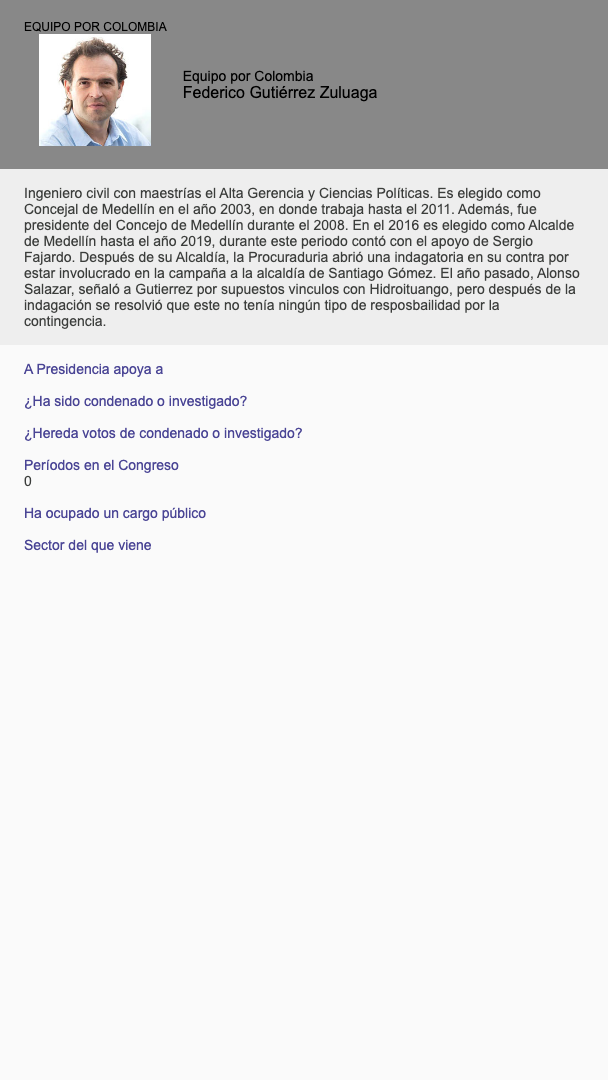 EQUIPO POR COLOMBIA
Equipo por Colombia
Federico Gutiérrez Zuluaga
Ingeniero civil con maestrías el Alta Gerencia y Ciencias Políticas. Es elegido como
Concejal de Medellín en el año 2003, en donde trabaja hasta el 2011. Además, fue
presidente del Concejo de Medellín durante el 2008. En el 2016 es elegido como Alcalde
de Medellín hasta el año 2019, durante este periodo contó con el apoyo de Sergio
Fajardo. Después de su Alcaldía, la Procuraduria abrió una indagatoria en su contra por
estar involucrado en la campaña a la alcaldía de Santiago Gómez. El año pasado, Alonso
Salazar, señaló a Gutierrez por supuestos vinculos con Hidroituango, pero después de la
indagación se resolvió que este no tenía ningún tipo de resposbailidad por la
contingencia.
A Presidencia apoya a
¿Ha sido condenado o investigado?
¿Hereda votos de condenado o investigado?
Períodos en el Congreso
0
Ha ocupado un cargo público
Sector del que viene